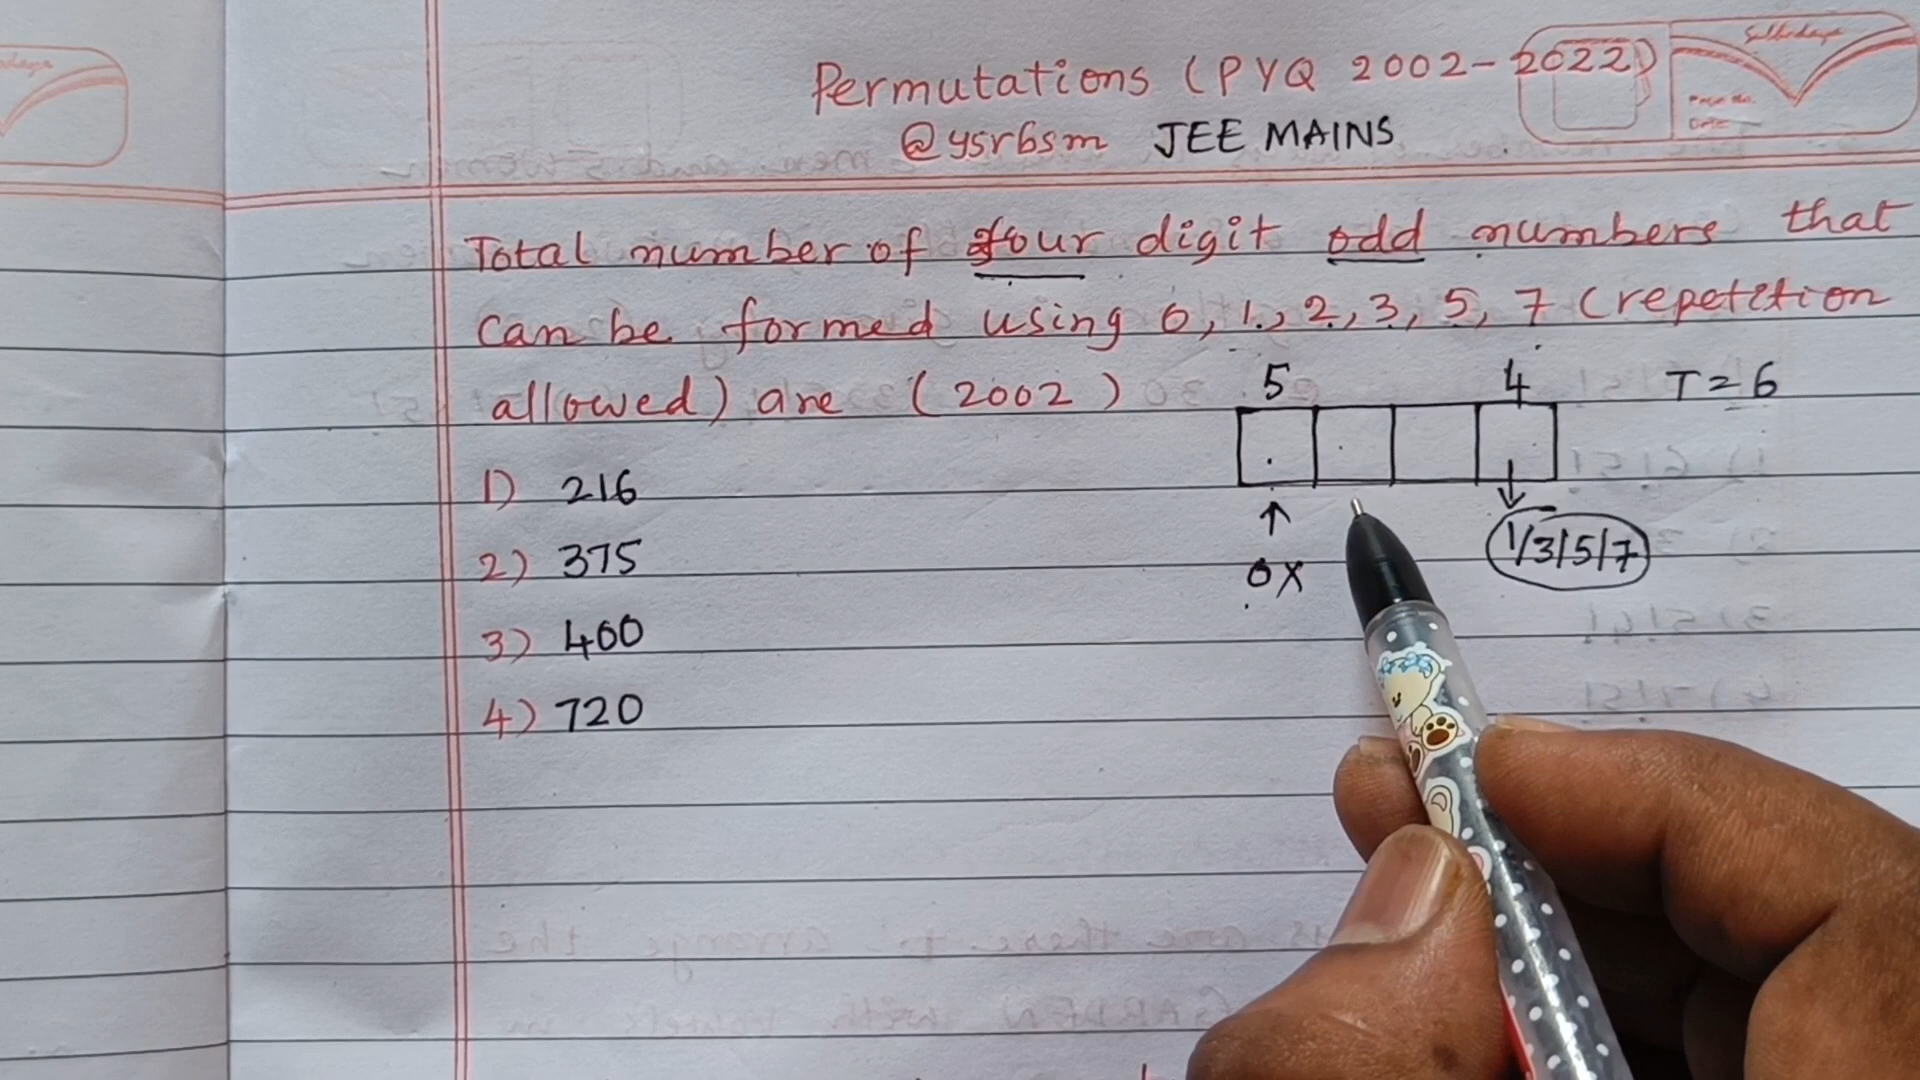 Permutations (PYQ 2002-2022)
@ysrbsm JEE MAINS
Total number of four digit odd numbers that
can be formed using 0, 1, 2, 3, 5, 7 (repetition
allowed) are (2002)
5 4 T = 6
0X
1/3/5/7
1) 216
2) 375
3) 400
4) 720